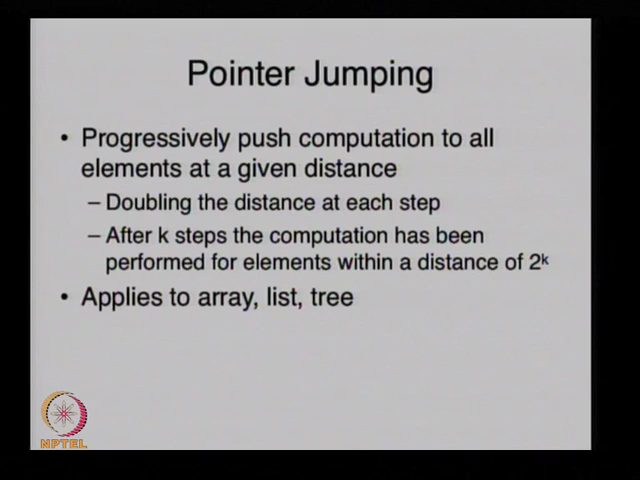 Pointer Jumping
• Progressively push computation to all
elements at a given distance
– Doubling the distance at each step
– After k steps the computation has been
performed for elements within a distance of 2ᵏ
• Applies to array, list, tree
NPTEL